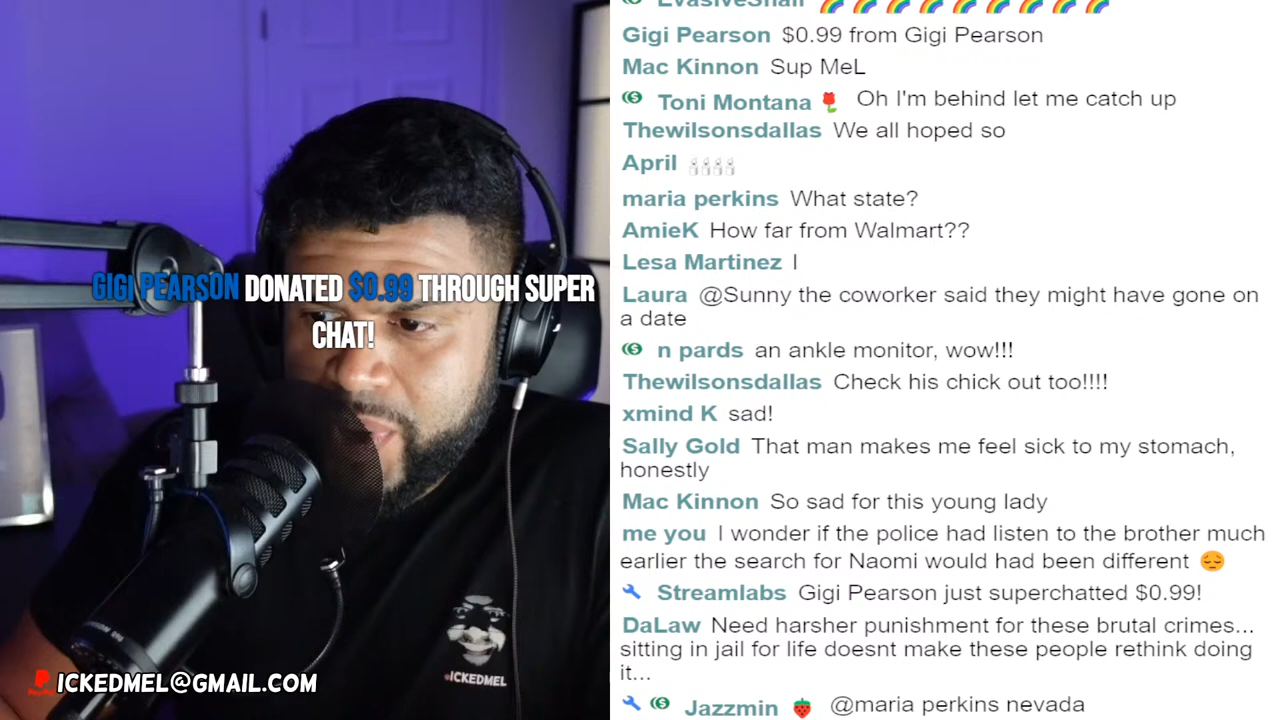 EvasiveSnail
Gigi Pearson $0.99 from Gigi Pearson
Mac Kinnon Sup MeL
Toni Montana Oh I'm behind let me catch up
Thewilsonsdallas We all hoped so
April
maria perkins What state?
AmieK How far from Walmart??
Lesa Martinez I
Laura @Sunny the coworker said they might have gone on
a date
n pards an ankle monitor, wow!!!
Thewilsonsdallas Check his chick out too!!!!
xmind K sad!
Sally Gold That man makes me feel sick to my stomach,
honestly
Mac Kinnon So sad for this young lady
me you I wonder if the police had listen to the brother much
earlier the search for Naomi would had been different 😔
Streamlabs Gigi Pearson just superchatted $0.99!
DaLaw Need harsher punishment for these brutal crimes...
sitting in jail for life doesnt make these people rethink doing
it...
Jazzmin 🍓 @maria perkins nevada
GIGI PEARSON DONATED $0.99 THROUGH SUPER
CHAT!
ICKEDMEL
ICKEDMEL@GMAIL.COM